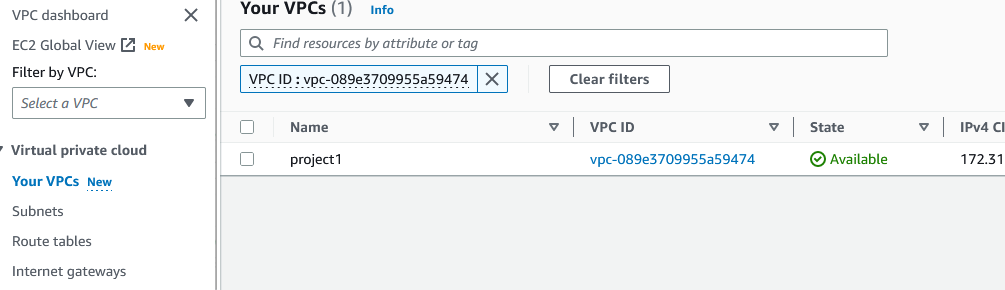 VPC dashboard
EC2 Global View New
Filter by VPC:
Select a VPC
Virtual private cloud
Your VPCs New
Subnets
Route tables
Internet gateways
Your VPCs (1) Info
Find resources by attribute or tag
VPC ID : vpc-089e3709955a59474
Clear filters
Name VPC ID State IPv4 CI
project1 vpc-089e3709955a59474 Available 172.31